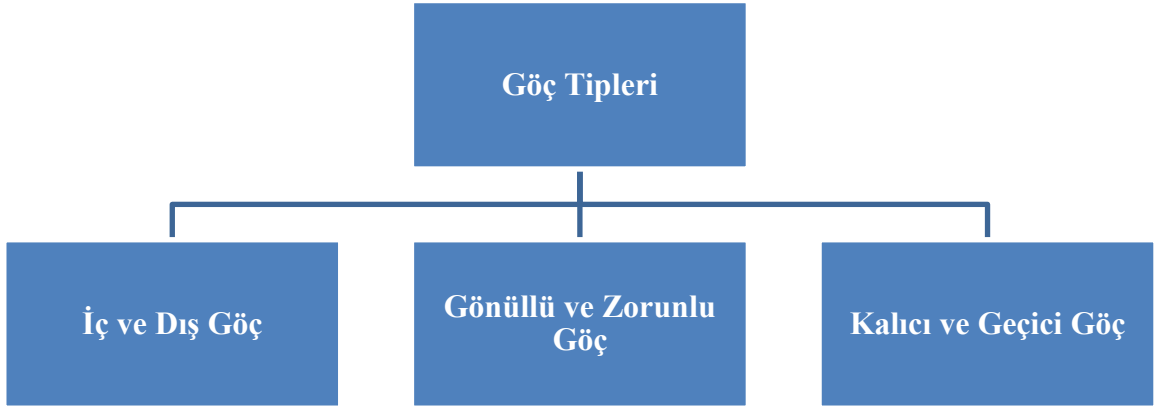 Göç Tipleri
İç ve Dış Göç
Gönüllü ve Zorunlu
Göç
Kalıcı ve Geçici Göç